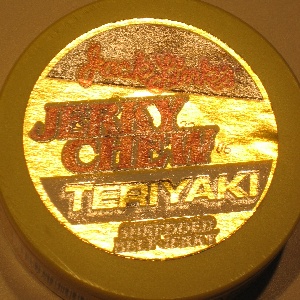 Jack Link's
JERKY
CHEW
TERIYAKI
SHREDDED